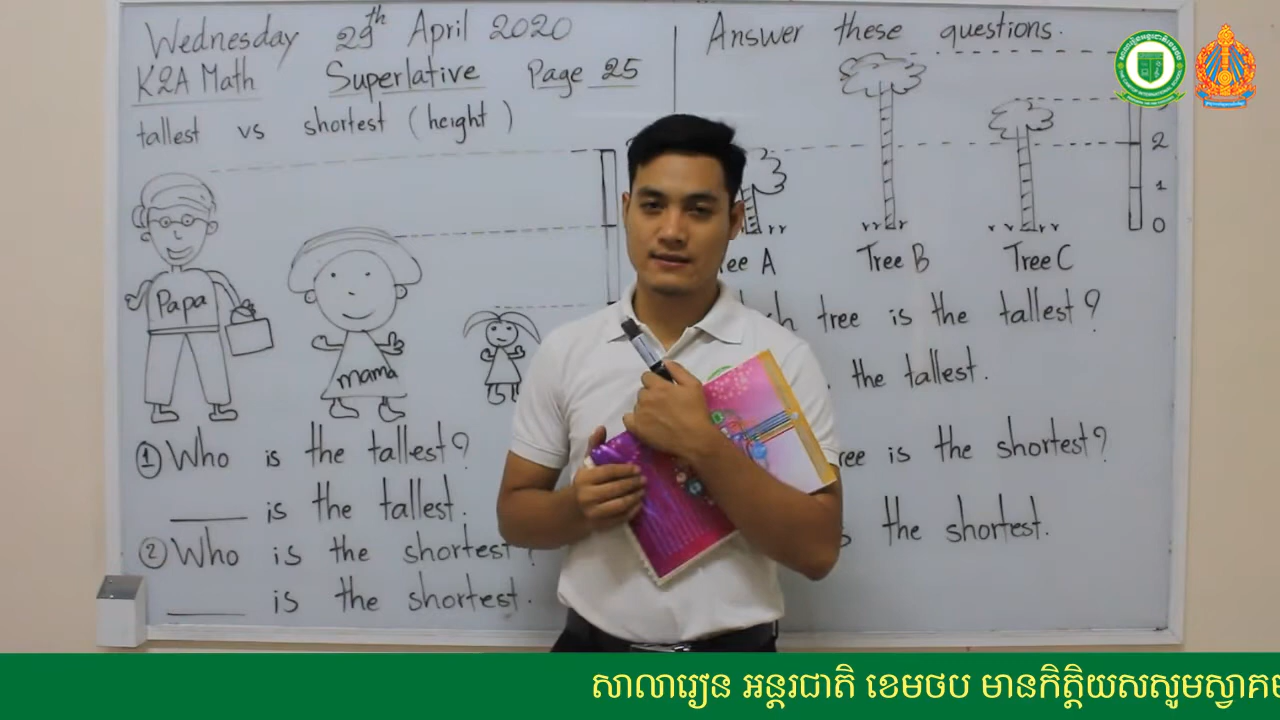 Wednesday 29th April 2020
K2A Math Superlative Page 25
tallest vs shortest (height)
Papa
mama
① Who is the tallest?
____ is the tallest.
② Who is the shortest?
____ is the shortest.
Answer these questions.
2
1
0
A
Tree B
Tree C
tree is the tallest?
the tallest.
is the shortest?
the shortest.
សាលារៀន អន្តរជាតិ ខេមថប មានកិត្តិយសសូមស្វាគម